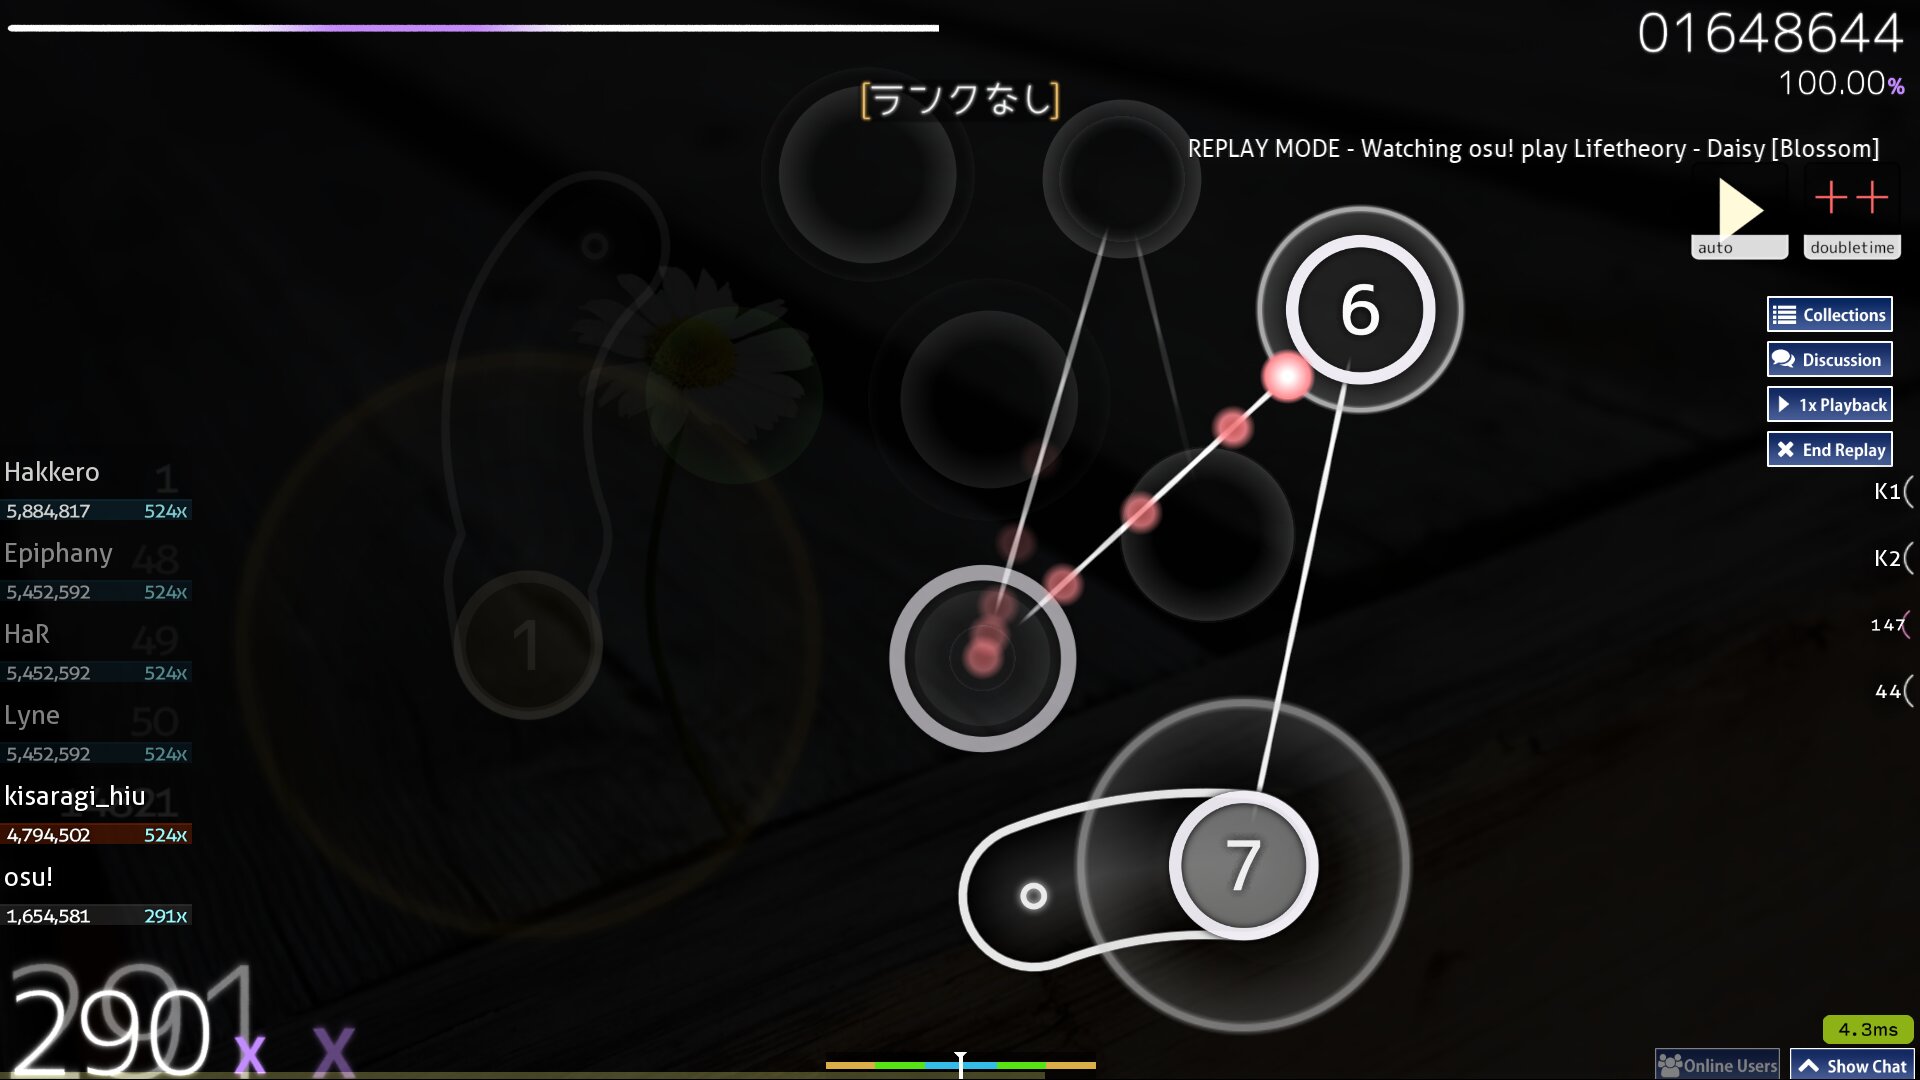 01648644
100.00%
[ランクなし]
REPLAY MODE - Watching osu! play Lifetheory - Daisy [Blossom]
auto
doubletime
6
Collections
Discussion
1x Playback
End Replay
Hakkero 1
5,884,817 524x
K1
Epiphany 48
5,452,592 524x
K2
HaR 49
5,452,592 524x
147
1
Lyne 50
5,452,592 524x
44
kisaragi_hiu
4,794,502 524x
osu!
1,654,581 291x
7
290x
291x
4.3ms
Online Users
Show Chat